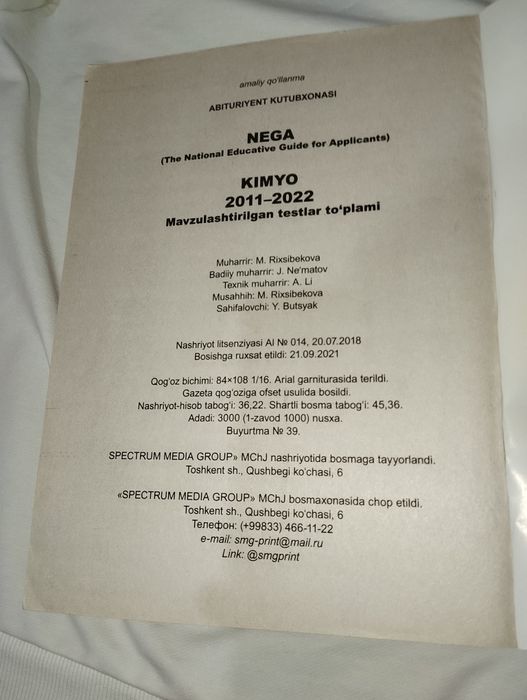 amaliy qo'llanma
ABITURIYENT KUTUBXONASI
NEGA
(The National Educative Guide for Applicants)
KIMYO
2011–2022
Mavzulashtirilgan testlar to‘plami
Muharrir: M. Rixsibekova
Badiiy muharrir: J. Ne'matov
Texnik muharrir: A. Li
Musahhih: M. Rixsibekova
Sahifalovchi: Y. Butsyak
Nashriyot litsenziyasi AI № 014, 20.07.2018
Bosishga ruxsat etildi: 21.09.2021
Qog'oz bichimi: 84×108 1/16. Arial garniturasida terildi.
Gazeta qog'oziga ofset usulida bosildi.
Nashriyot-hisob tabog'i: 36,22. Shartli bosma tabog'i: 45,36.
Adadi: 3000 (1-zavod 1000) nusxa.
Buyurtma № 39.
SPECTRUM MEDIA GROUP» MChJ nashriyotida bosmaga tayyorlandi.
Toshkent sh., Qushbegi ko'chasi, 6
«SPECTRUM MEDIA GROUP» MChJ bosmaxonasida chop etildi.
Toshkent sh., Qushbegi ko'chasi, 6
Телефон: (+99833) 466-11-22
e-mail: smg-print@mail.ru
Link: @smgprint